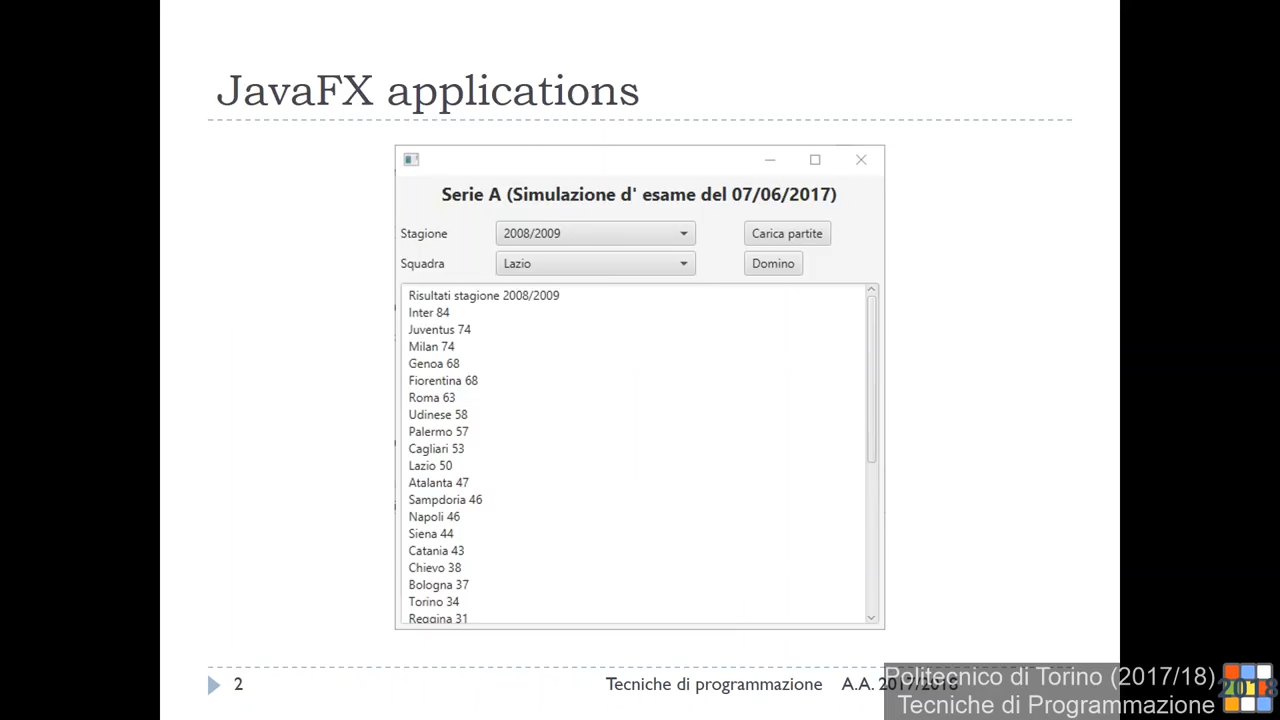 JavaFX applications
Serie A (Simulazione d' esame del 07/06/2017)
Stagione 2008/2009 Carica partite
Squadra Lazio Domino
Risultati stagione 2008/2009
Inter 84
Juventus 74
Milan 74
Genoa 68
Fiorentina 68
Roma 63
Udinese 58
Palermo 57
Cagliari 53
Lazio 50
Atalanta 47
Sampdoria 46
Napoli 46
Siena 44
Catania 43
Chievo 38
Bologna 37
Torino 34
Reggina 31
2 Tecniche di programmazione A.A. 2017/2018
Politecnico di Torino (2017/18)
Tecniche di Programmazione
2018